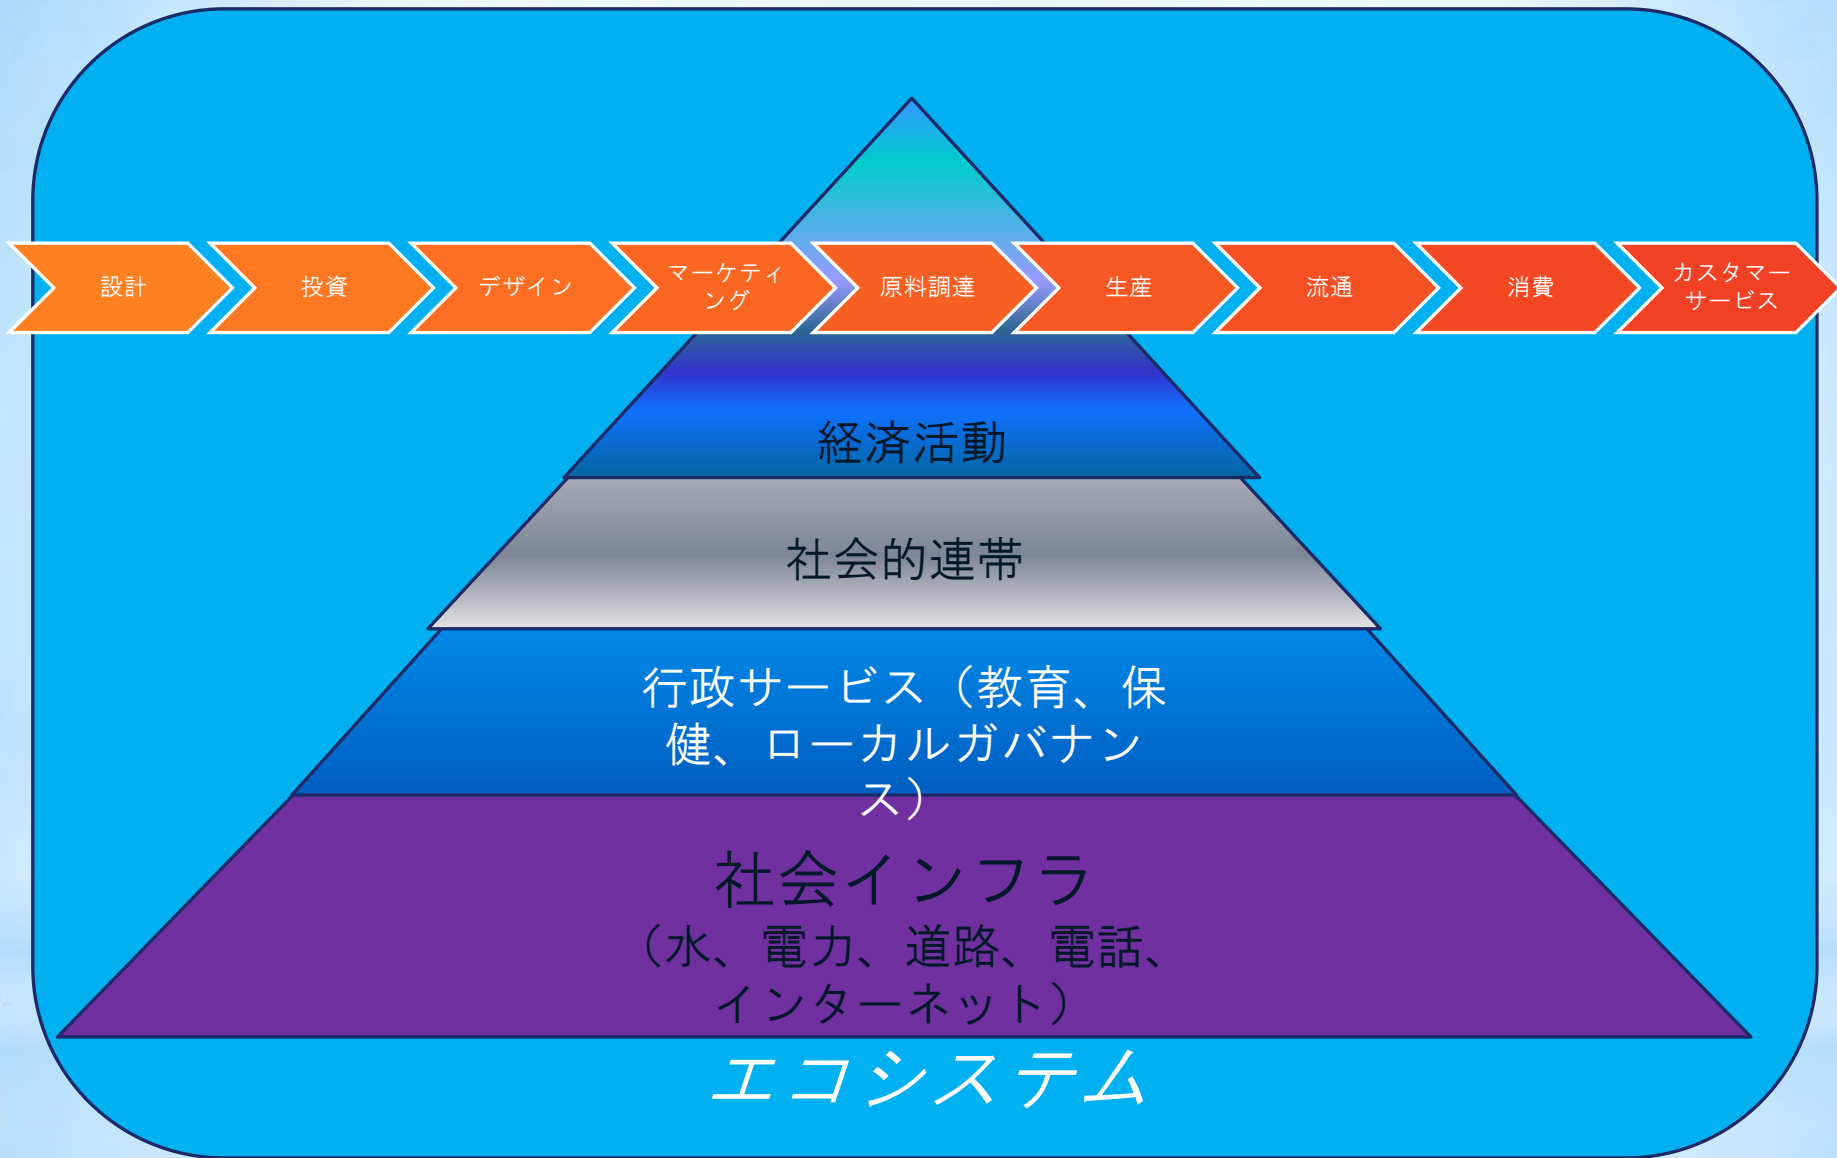 設計
投資
デザイン
マーケティ
ング
原料調達
生産
流通
消費
カスタマー
サービス
経済活動
社会的連帯
行政サービス（教育、保
健、ローカルガバナン
ス）
社会インフラ
（水、電力、道路、電話、
インターネット）
エコシステム